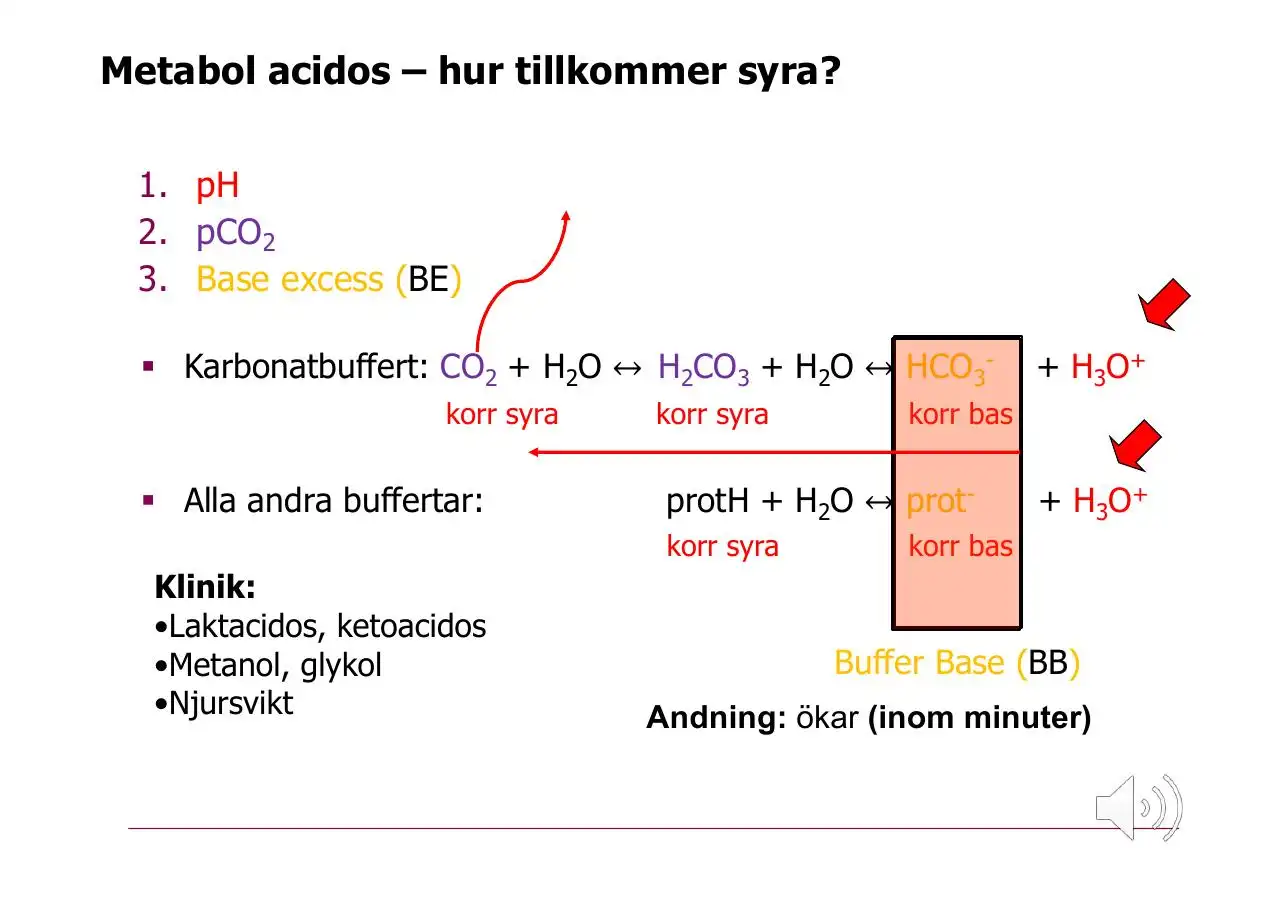 Metabol acidos – hur tillkommer syra?
1. pH
2. pCO₂
3. Base excess (BE)
▪ Karbonatbuffert: CO₂ + H₂O ↔ H₂CO₃ + H₂O ↔ HCO₃⁻ + H₃O⁺
korr syra korr syra korr bas
▪ Alla andra buffertar: protH + H₂O ↔ prot⁻ + H₃O⁺
korr syra korr bas
Klinik:
•Laktacidos, ketoacidos
•Metanol, glykol
•Njursvikt
Buffer Base (BB)
Andning: ökar (inom minuter)